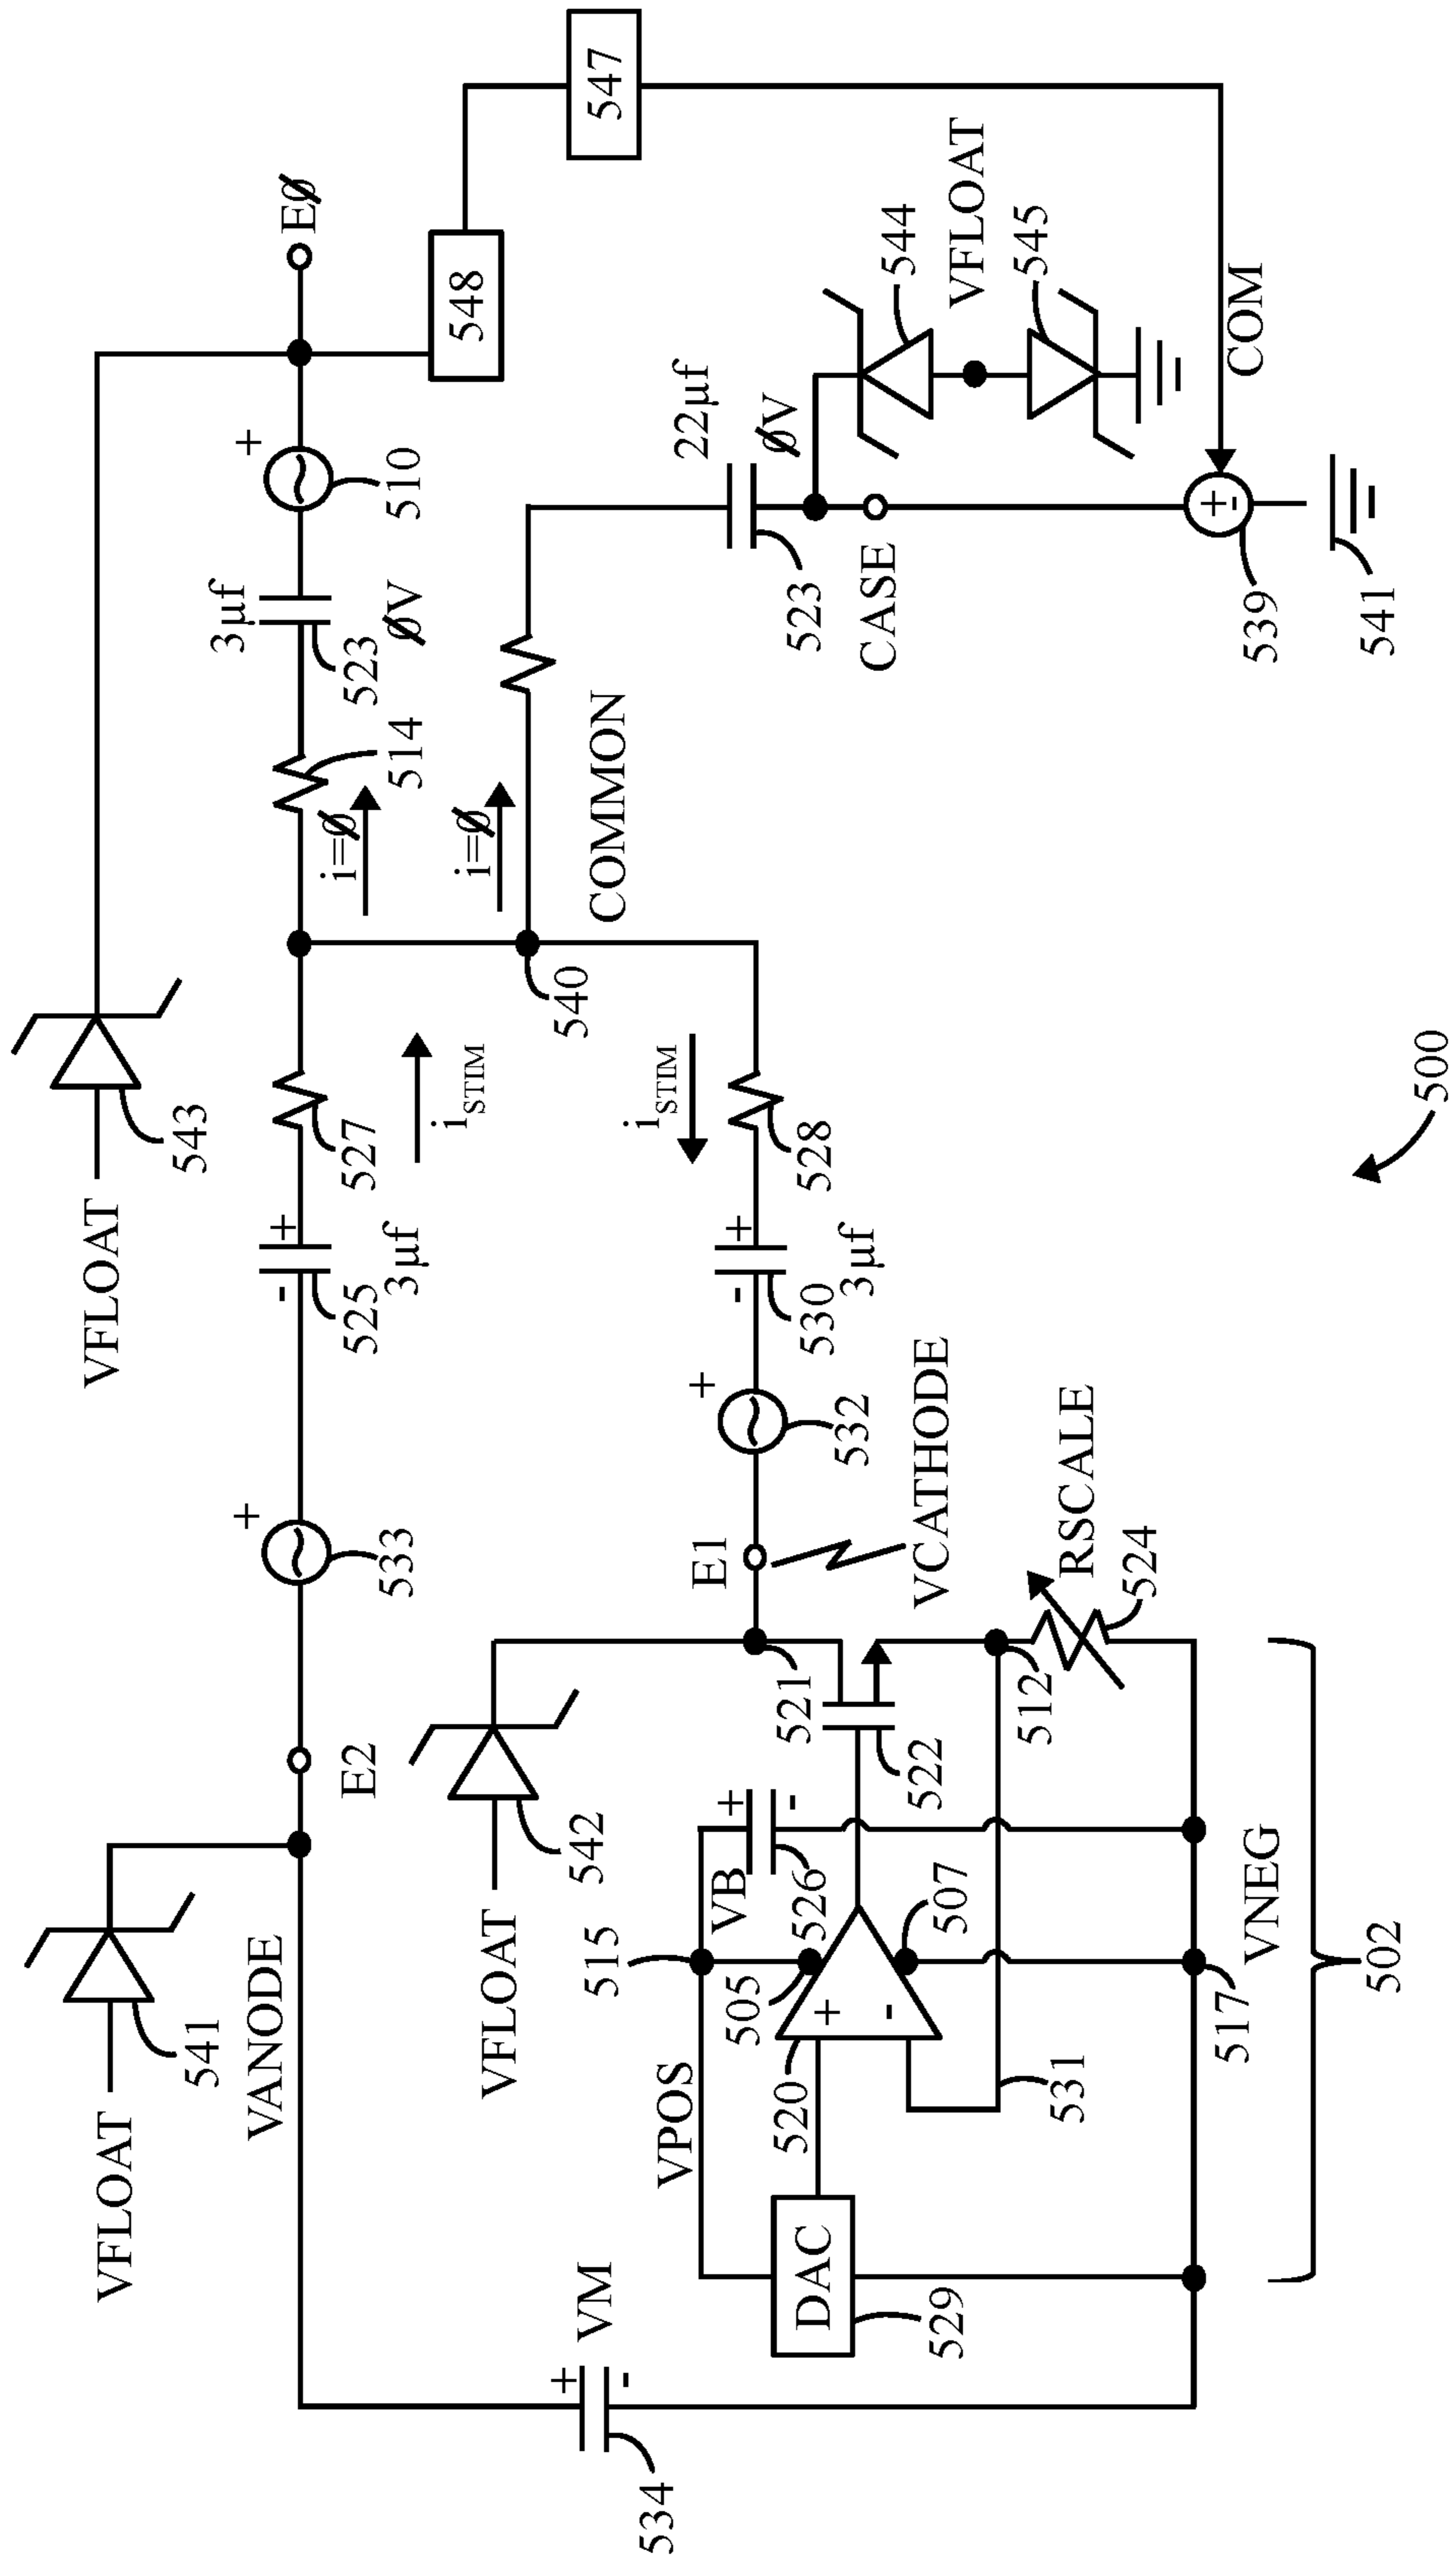 VFLOAT
543
VFLOAT
541
VANODE
E2
+
533
-
+
525
3µf
527
iSTIM
i=Ø
514
3µf
523
ØV
+
510
EØ
548
547
i=Ø
540
COMMON
22µf
ØV
523
CASE
544
VFLOAT
545
COM
+
-
539
541
iSTIM
528
+
-
530
3µf
+
532
E1
VCATHODE
VFLOAT
542
521
522
512
RSCALE
524
VPOS
515
VB
+
-
526
505
507
+
-
520
531
DAC
529
VM
+
-
534
517
VNEG
502
500